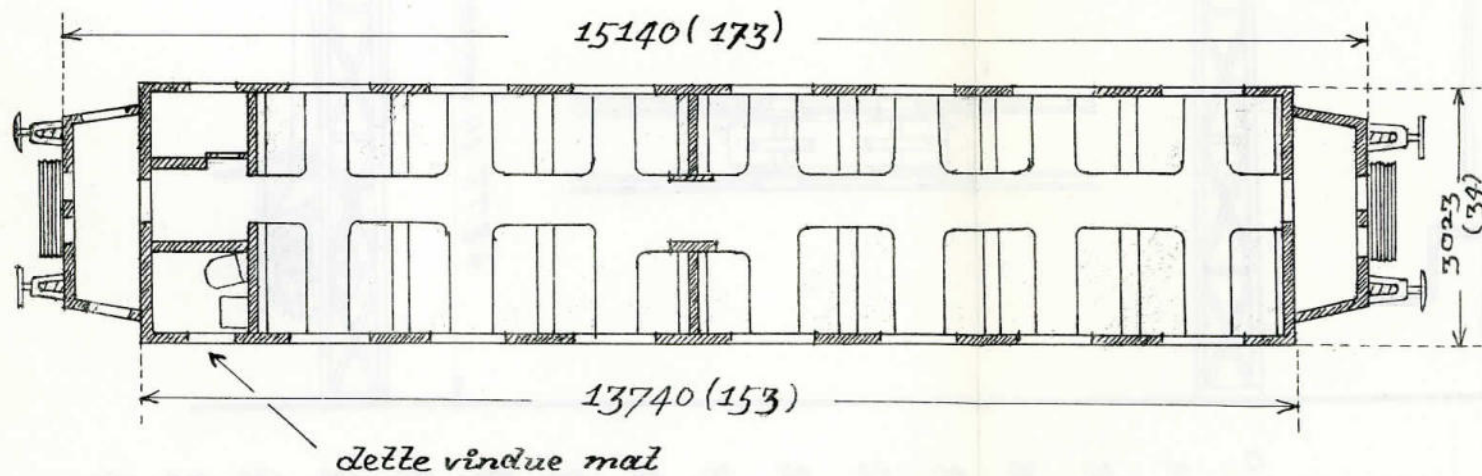 15140 (173)
3023
(34)
13740 (153)
dette vindue mat